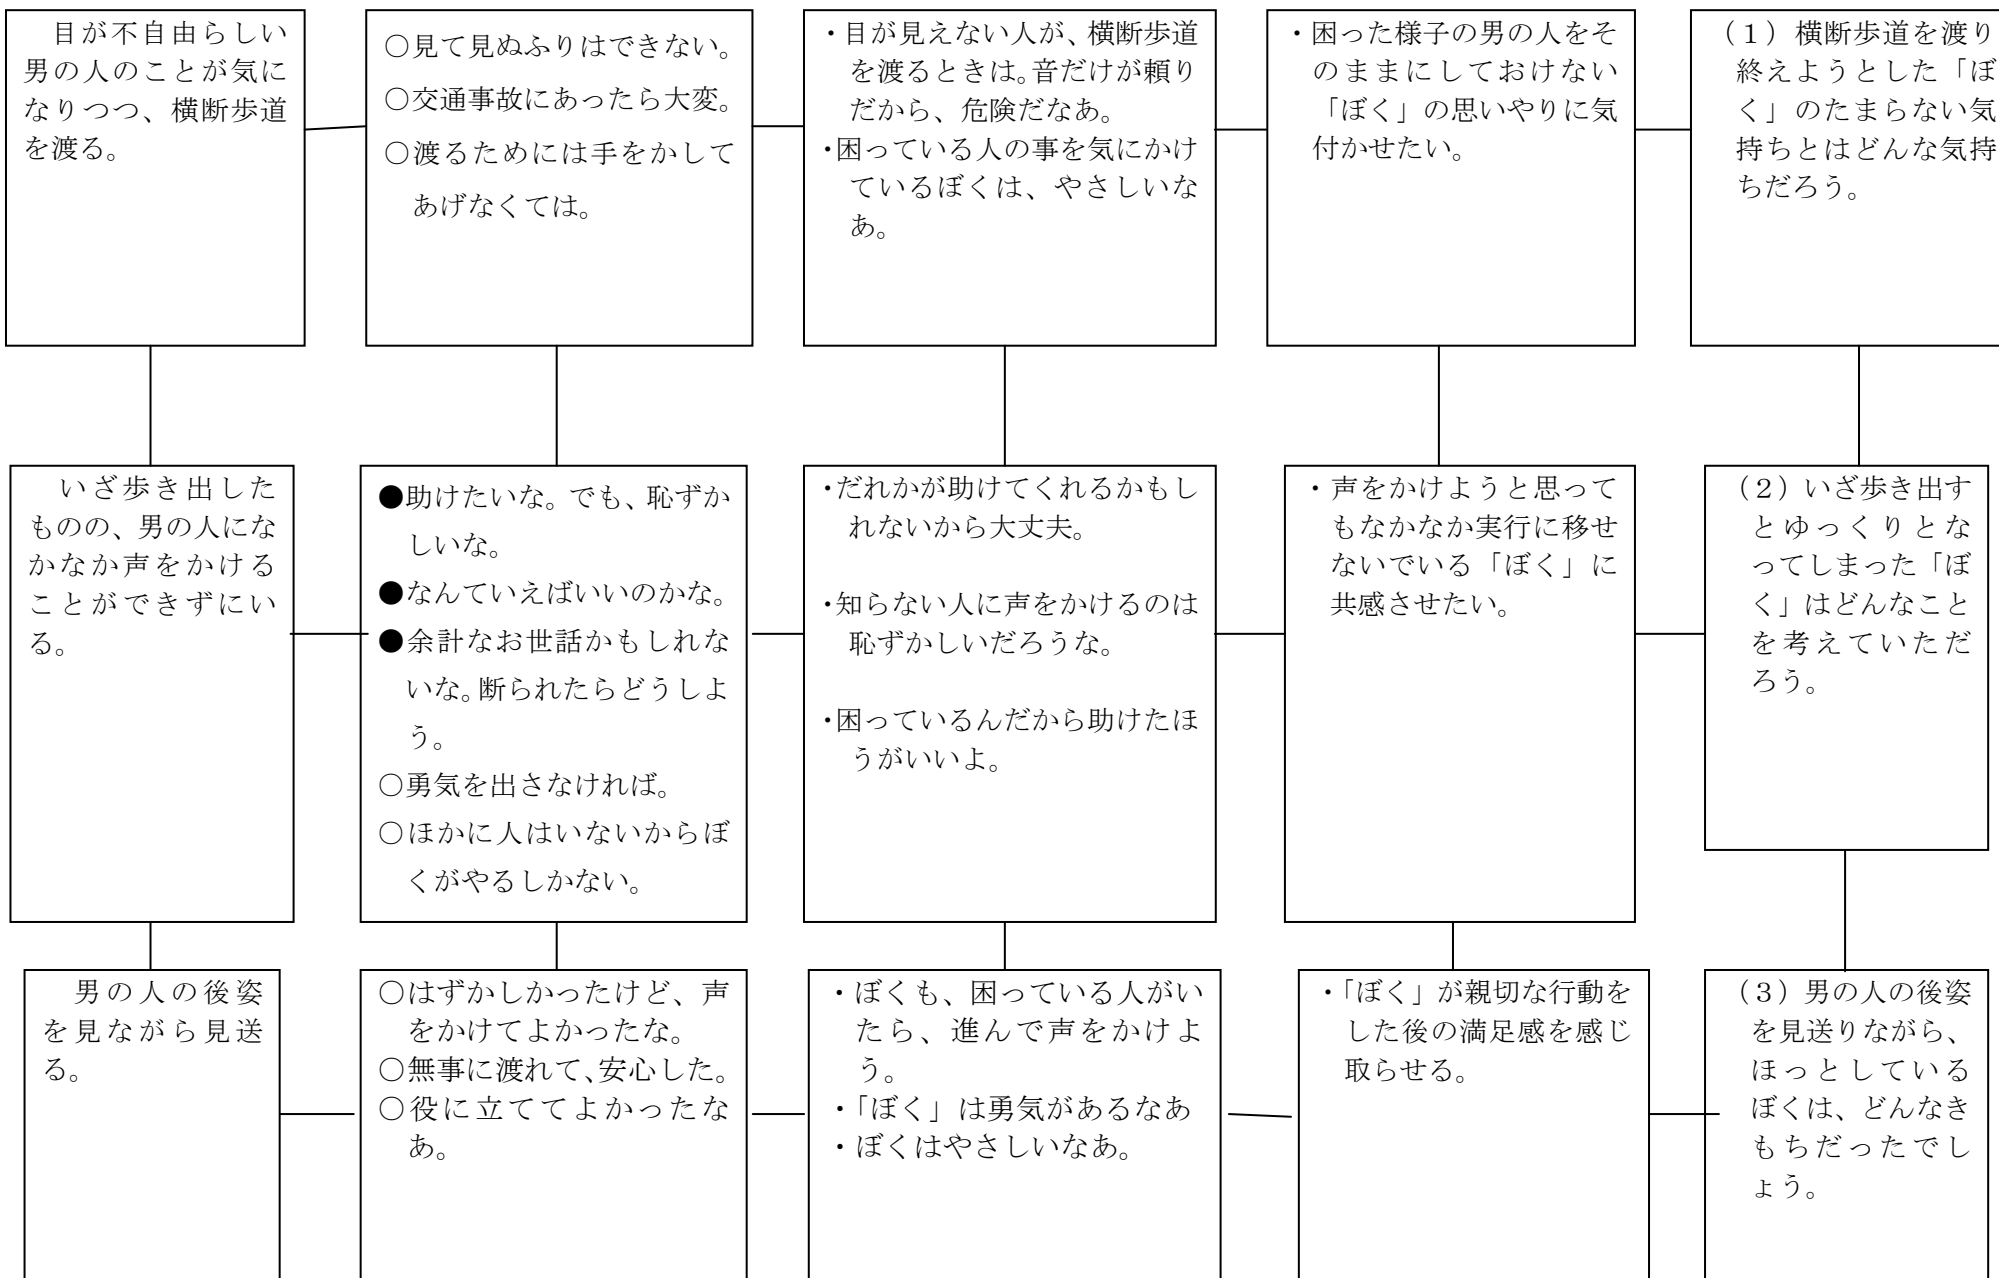 目が不自由らしい
男の人のことが気に
なりつつ、横断歩道
を渡る。
○見て見ぬふりはできない。
○交通事故にあったら大変。
○渡るためには手をかして
あげなくては。
・目が見えない人が、横断歩道
を渡るときは。音だけが頼り
だから、危険だなあ。
・困っている人の事を気にかけ
ているぼくは、やさしいな
あ。
・困った様子の男の人をそ
のままにしておけない
「ぼく」の思いやりに気
付かせたい。
（１）横断歩道を渡り
終えようとした「ぼ
く」のたまらない気
持ちとはどんな気持
ちだろう。
いざ歩き出した
ものの、男の人にな
かなか声をかける
ことができずにい
る。
●助けたいな。でも、恥ずか
しいな。
●なんていえばいいのかな。
●余計なお世話かもしれな
いな。断られたらどうしよ
う。
○勇気を出さなければ。
○ほかに人はいないからぼ
くがやるしかない。
・だれかが助けてくれるかもし
れないから大丈夫。
・知らない人に声をかけるのは
恥ずかしいだろうな。
・困っているんだから助けたほ
うがいいよ。
・声をかけようと思って
もなかなか実行に移せ
ないでいる「ぼく」に
共感させたい。
（２）いざ歩き出す
とゆっくりとな
ってしまった「ぼ
く」はどんなこと
を考えていただ
ろう。
男の人の後姿
を見ながら見送
る。
○はずかしかったけど、声
をかけてよかったな。
○無事に渡れて、安心した。
○役に立ててよかったな
あ。
・ぼくも、困っている人がい
たら、進んで声をかけよ
う。
・「ぼく」は勇気があるなあ
・ぼくはやさしいなあ。
・「ぼく」が親切な行動を
した後の満足感を感じ
取らせる。
（３）男の人の後姿
を見送りながら、
ほっとしている
ぼくは、どんなき
もちだったでし
ょう。